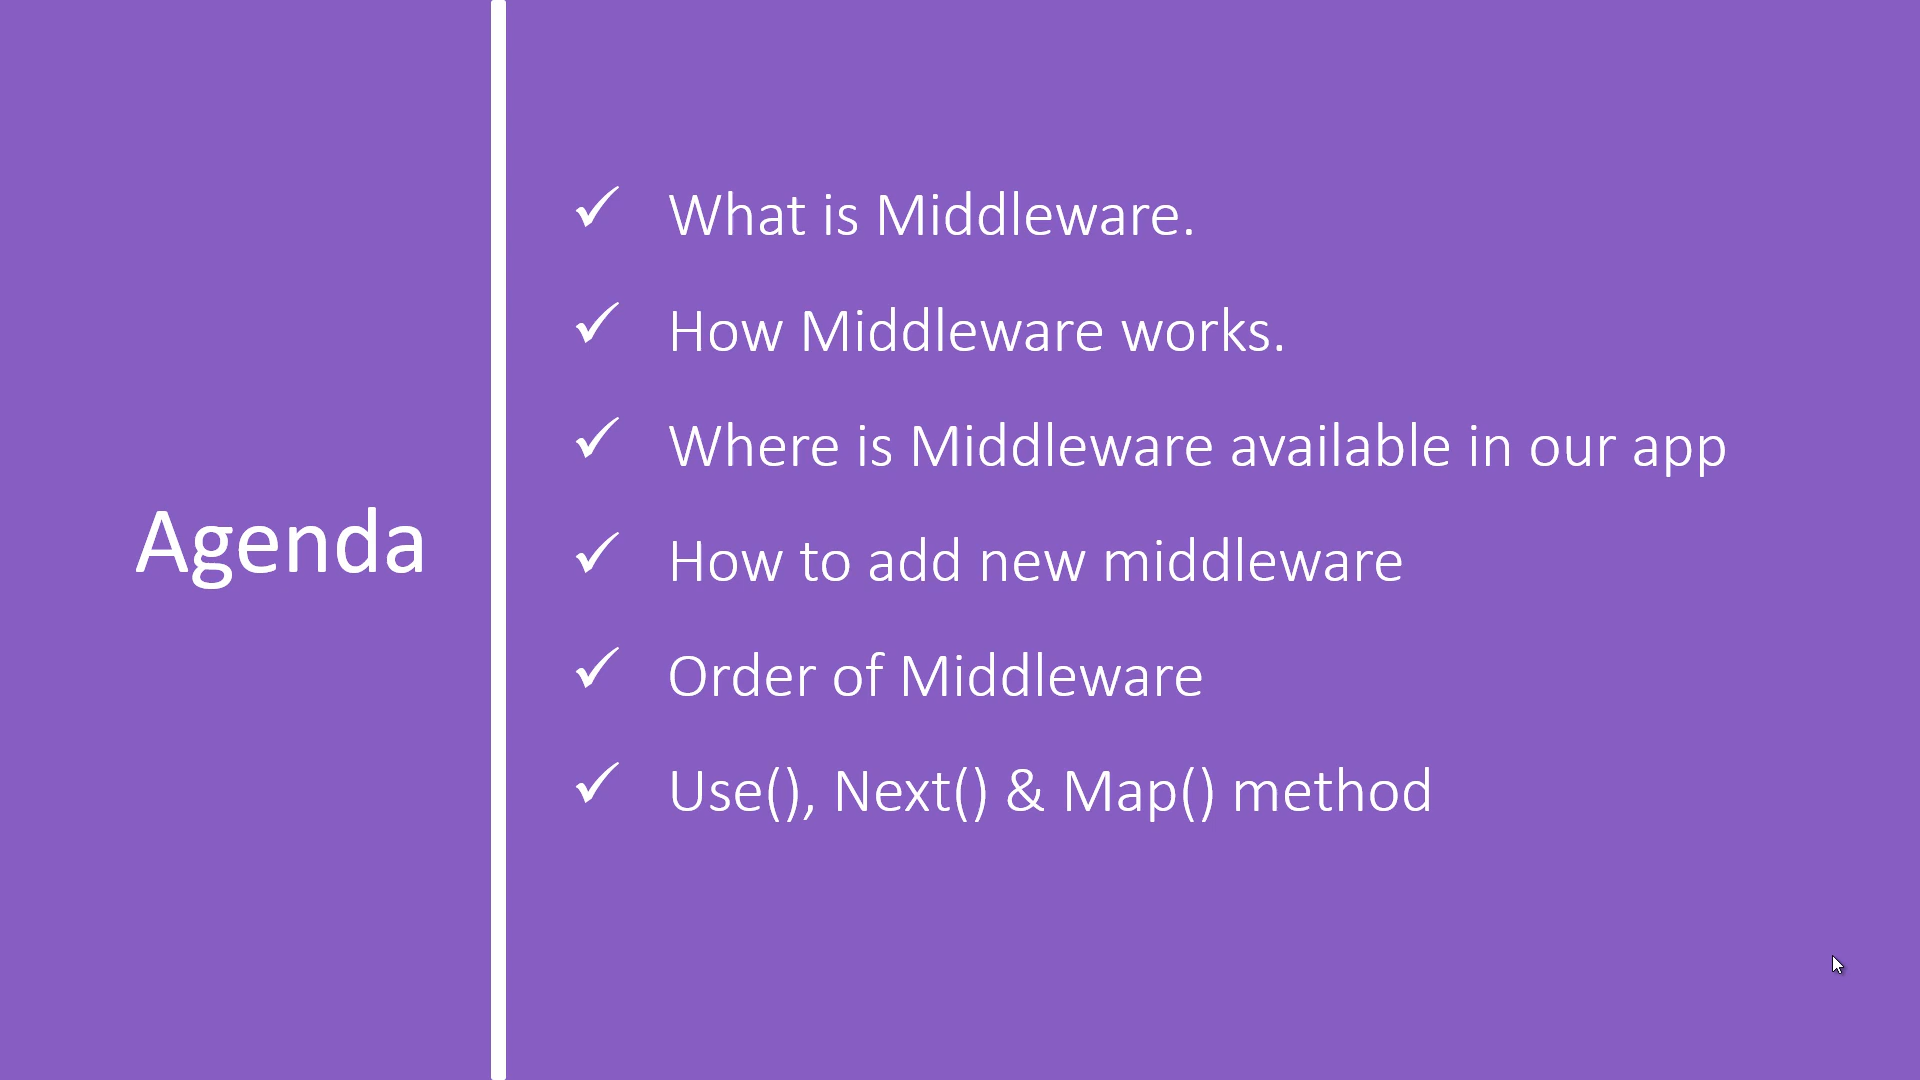 Agenda
✓ What is Middleware.
✓ How Middleware works.
✓ Where is Middleware available in our app
✓ How to add new middleware
✓ Order of Middleware
✓ Use(), Next() & Map() method